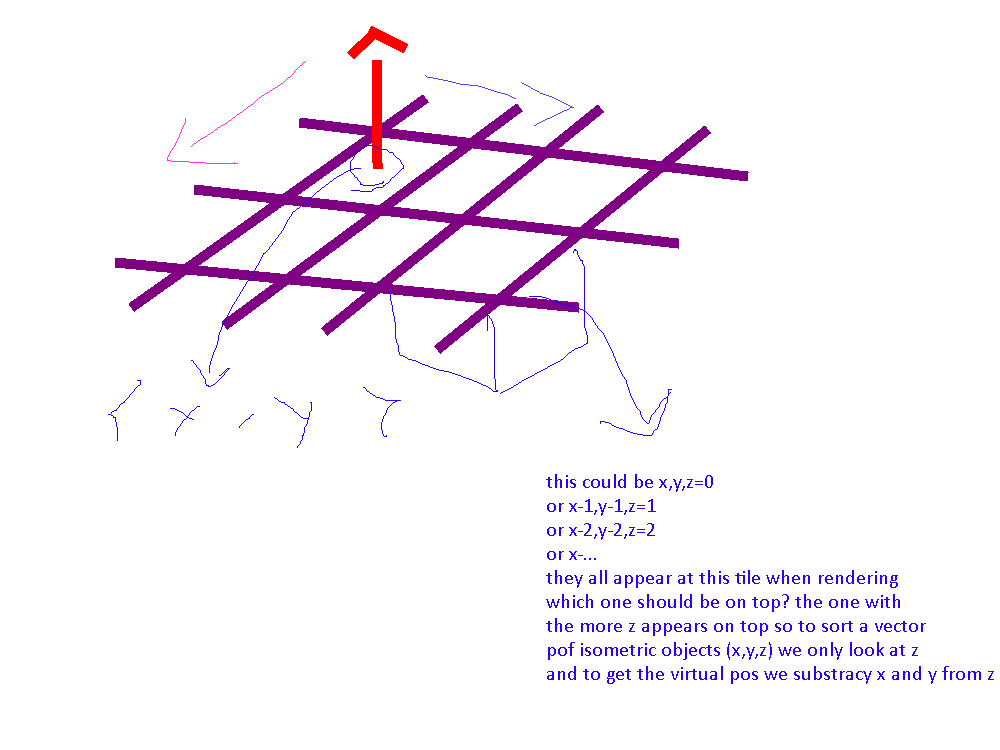 this could be x,y,z=0
or x-1,y-1,z=1
or x-2,y-2,z=2
or x-...
they all appear at this tile when rendering
which one should be on top? the one with
the more z appears on top so to sort a vector
pof isometric objects (x,y,z) we only look at z
and to get the virtual pos we substracy x and y from z